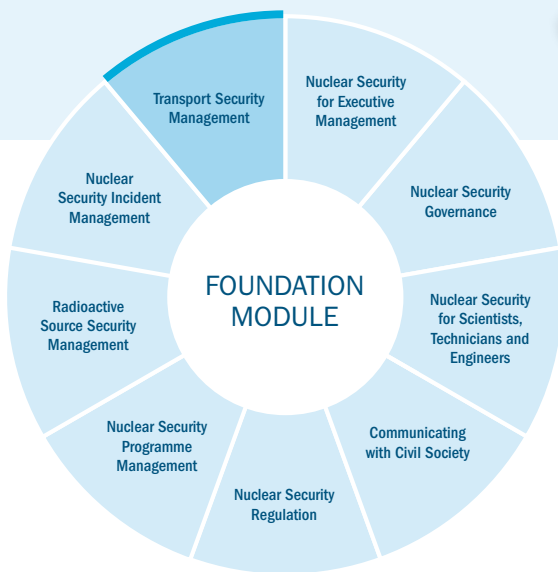 Transport Security
Management
Nuclear Security
for Executive
Management
Nuclear Security
Governance
Nuclear Security
for Scientists,
Technicians and
Engineers
Communicating
with Civil Society
Nuclear Security
Regulation
Nuclear Security
Programme
Management
Radioactive
Source Security
Management
Nuclear
Security Incident
Management
FOUNDATION
MODULE